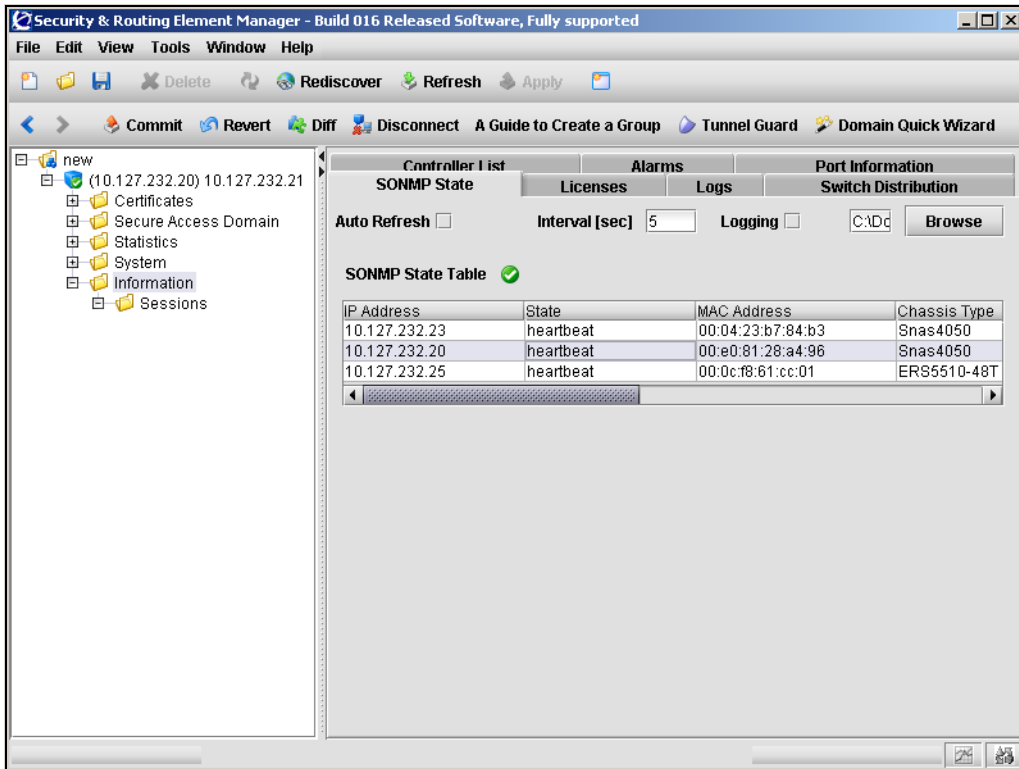 Security & Routing Element Manager - Build 016 Released Software, Fully supported
File Edit View Tools Window Help
Delete Rediscover Refresh Apply
Commit Revert Diff Disconnect A Guide to Create a Group Tunnel Guard Domain Quick Wizard
new
(10.127.232.20) 10.127.232.21
Certificates
Secure Access Domain
Statistics
System
Information
Sessions
Controller List Alarms Port Information
SONMP State Licenses Logs Switch Distribution
Auto Refresh Interval [sec] 5 Logging C:\Do Browse
SONMP State Table
IP Address State MAC Address Chassis Type
10.127.232.23 heartbeat 00:04:23:b7:84:b3 Snas4050
10.127.232.20 heartbeat 00:e0:81:28:a4:96 Snas4050
10.127.232.25 heartbeat 00:0c:f8:61:cc:01 ERS5510-48T